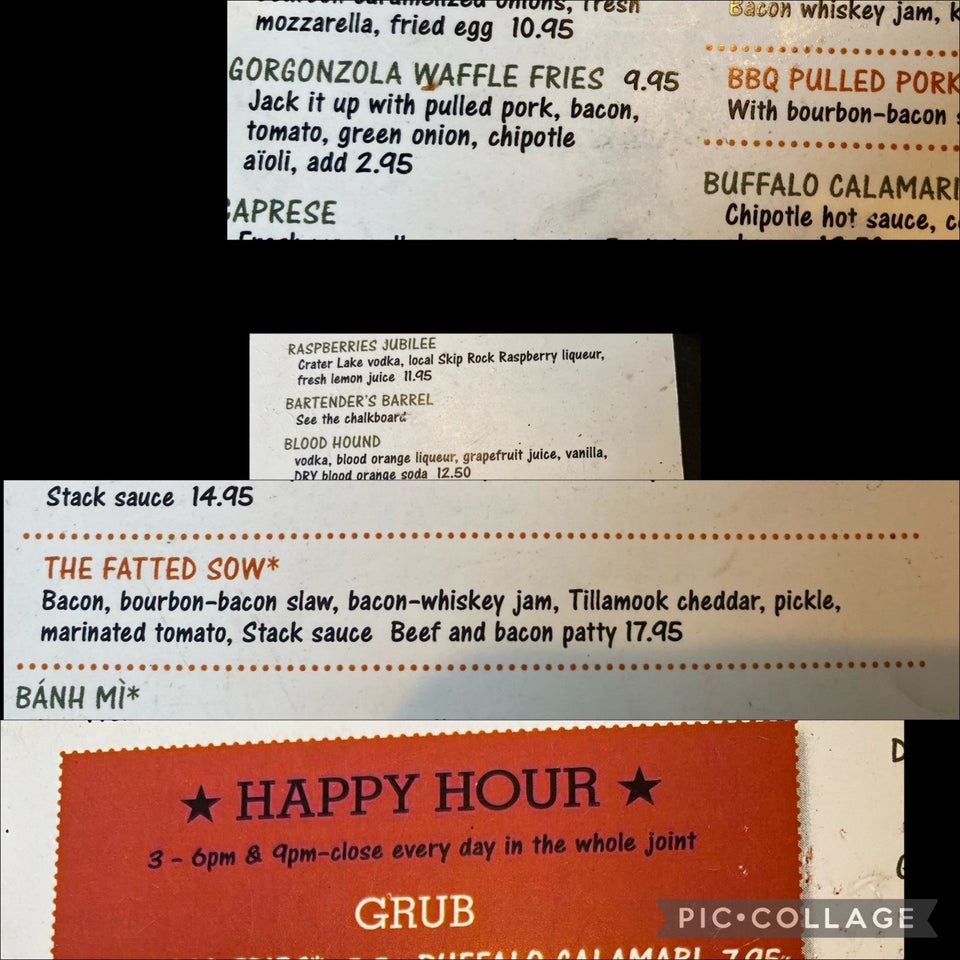 fresh
mozzarella, fried egg 10.95
GORGONZOLA WAFFLE FRIES 9.95
Jack it up with pulled pork, bacon,
tomato, green onion, chipotle
aïoli, add 2.95
CAPRESE
Bacon whiskey jam,
BBQ PULLED PORK
With bourbon-bacon
BUFFALO CALAMARI
Chipotle hot sauce,
RASPBERRIES JUBILEE
Crater Lake vodka, local Skip Rock Raspberry liqueur,
fresh lemon juice 11.95
BARTENDER'S BARREL
See the chalkboard
BLOOD HOUND
vodka, blood orange liqueur, grapefruit juice, vanilla,
DRY blood orange soda 12.50
Stack sauce 14.95
THE FATTED SOW*
Bacon, bourbon-bacon slaw, bacon-whiskey jam, Tillamook cheddar, pickle,
marinated tomato, Stack sauce Beef and bacon patty 17.95
BÁNH MÌ*
★ HAPPY HOUR ★
3 - 6pm & 9pm-close every day in the whole joint
GRUB
BUFFALO CALAMARI 7.95
PIC•COLLAGE